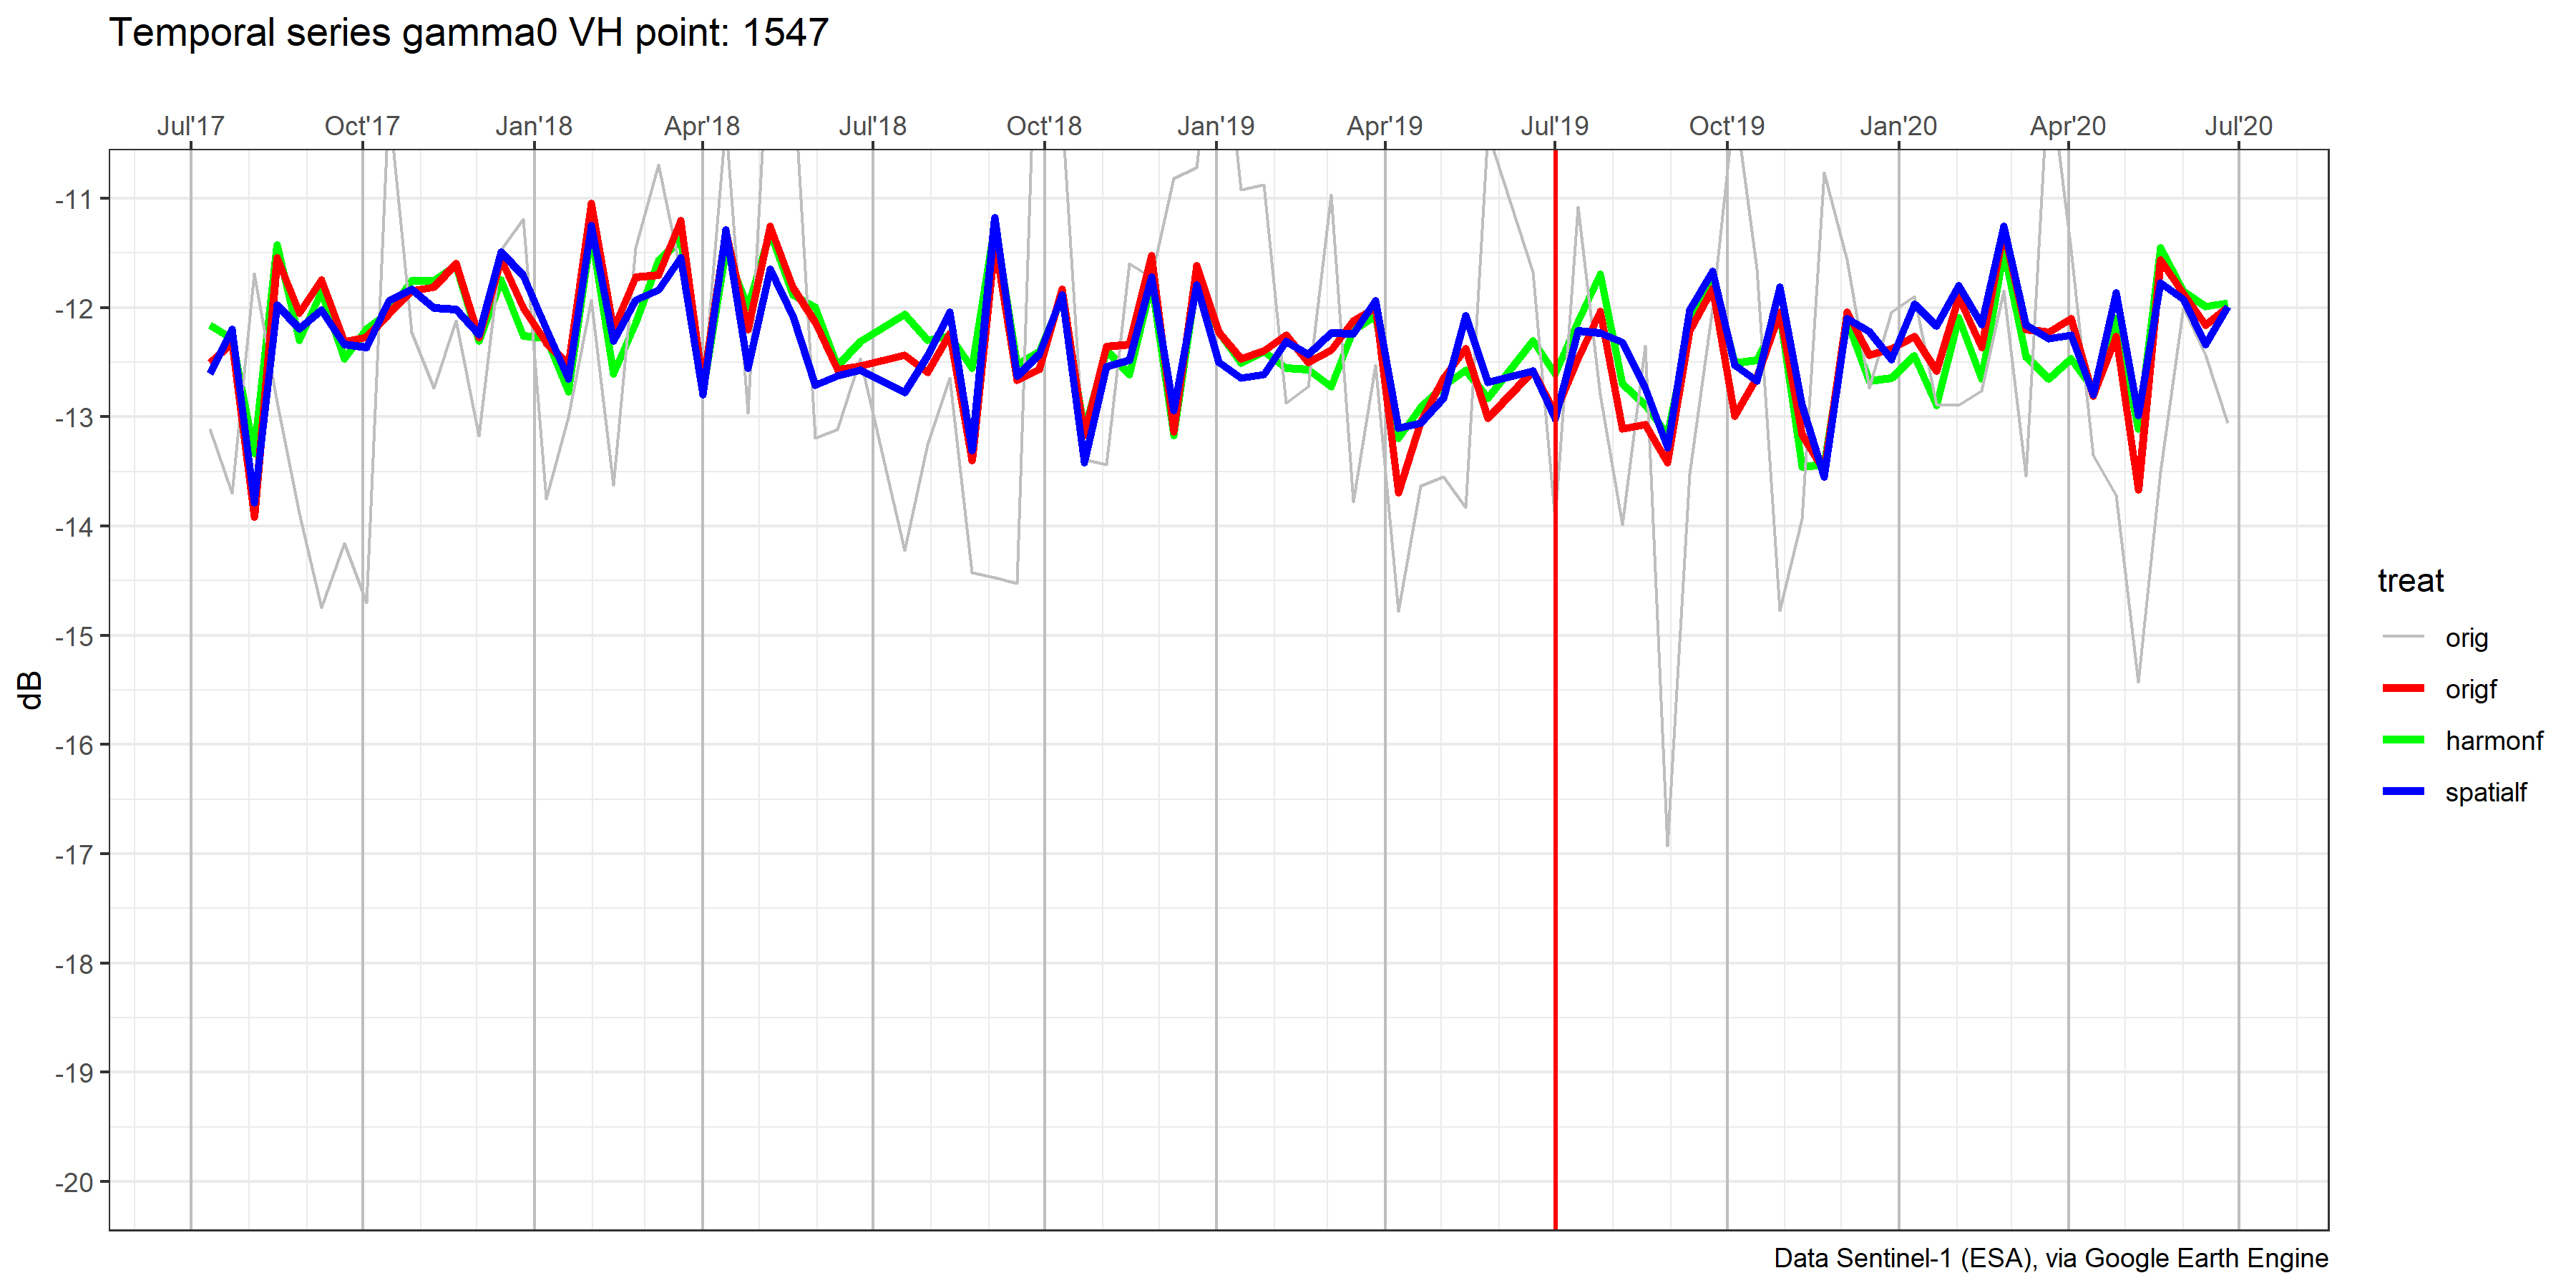 Temporal series gamma0 VH point: 1547
Jul'17 Oct'17 Jan'18 Apr'18 Jul'18 Oct'18 Jan'19 Apr'19 Jul'19 Oct'19 Jan'20 Apr'20 Jul'20
-11
-12
-13
-14
-15
-16
-17
-18
-19
-20
dB
treat
orig
origf
harmonf
spatialf
Data Sentinel-1 (ESA), via Google Earth Engine